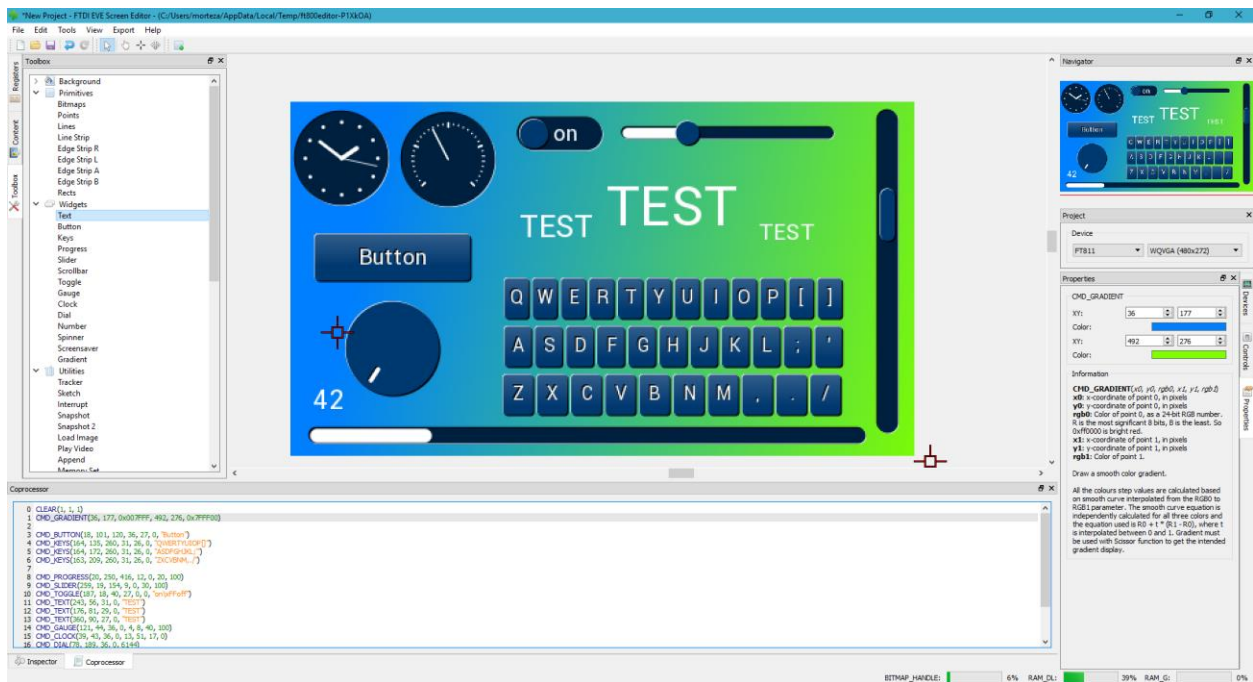 *New Project - FTDI EVE Screen Editor - (C:/Users/morteza/AppData/Local/Temp/ft800editor-P1XkOA)
File Edit Tools View Export Help
Toolbox
Registers
Content
Toolbox
Background
Primitives
Bitmaps
Points
Lines
Line Strip
Edge Strip R
Edge Strip L
Edge Strip A
Edge Strip B
Rects
Widgets
Text
Button
Keys
Progress
Slider
Scrollbar
Toggle
Gauge
Clock
Dial
Number
Spinner
Screensaver
Gradient
Utilities
Tracker
Sketch
Interrupt
Snapshot
Snapshot 2
Load Image
Play Video
Append
Memory Set
on
TEST TEST TEST
Button
Q W E R T Y U I O P [ ]
A S D F G H J K L ; '
Z X C V B N M , . /
42
Navigator
on
TEST TEST TEST
Button
Q W E R T Y U I O P [ ]
A S D F G H J K L ; '
Z X C V B N M , . /
42
Project
Device
FT811 WQVGA (480x272)
Properties
CMD_GRADIENT
XY: 36 177
Color:
XY: 492 276
Color:
Information
CMD_GRADIENT(x0, y0, rgb0, x1, y1, rgb1)
x0: x-coordinate of point 0, in pixels
y0: y-coordinate of point 0, in pixels
rgb0: Color of point 0, as a 24-bit RGB number.
R is the most significant 8 bits, B is the least. So
0xff0000 is bright red.
x1: x-coordinate of point 1, in pixels
y1: y-coordinate of point 1, in pixels
rgb1: Color of point 1.
Draw a smooth color gradient.
All the colours step values are calculated based
on smooth curve interpolated from the RGB0 to
RGB1 parameter. The smooth curve equation is
independently calculated for all three colors and
the equation used is R0 + t * (R1 - R0), where t
is interpolated between 0 and 1. Gradient must
be used with Scissor function to get the intended
gradient display.
Devices
Controls
Properties
Coprocessor
0 CLEAR(1, 1, 1)
1 CMD_GRADIENT(36, 177, 0x007FFF, 492, 276, 0x7FFF00)
2
3 CMD_BUTTON(18, 101, 120, 36, 27, 0, "Button")
4 CMD_KEYS(164, 135, 260, 31, 26, 0, "QWERTYUIOP[]")
5 CMD_KEYS(164, 172, 260, 31, 26, 0, "ASDFGHJKL;'")
6 CMD_KEYS(163, 209, 260, 31, 26, 0, "ZXCVBNM,./")
7
8 CMD_PROGRESS(20, 250, 416, 12, 0, 20, 100)
9 CMD_SLIDER(259, 19, 154, 9, 0, 30, 100)
10 CMD_TOGGLE(187, 18, 40, 27, 0, 0, "on\xFFoff")
11 CMD_TEXT(243, 56, 31, 0, "TEST")
12 CMD_TEXT(176, 81, 29, 0, "TEST")
13 CMD_TEXT(360, 90, 27, 0, "TEST")
14 CMD_GAUGE(121, 44, 36, 0, 4, 8, 40, 100)
15 CMD_CLOCK(39, 43, 36, 0, 13, 51, 17, 0)
16 CMD_DIAL(78, 189, 36, 0, 6144)
Inspector Coprocessor
BITMAP_HANDLE: 6% RAM_DL: 39% RAM_G: 0%